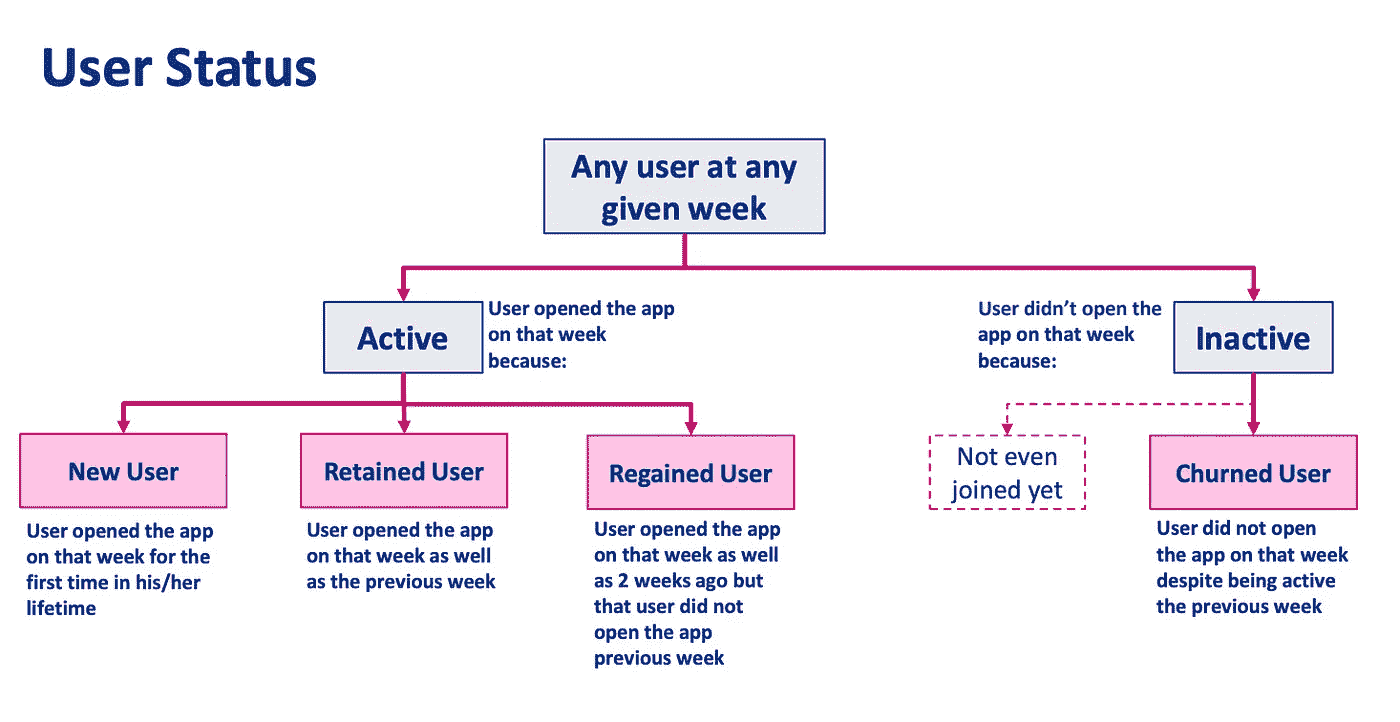 User Status
Any user at any
given week
Active
User opened the app
on that week
because:
User didn’t open the
app on that week
because:
Inactive
New User
Retained User
Regained User
Not even
joined yet
Churned User
User opened the app
on that week for the
first time in his/her
lifetime
User opened the app
on that week as well
as the previous week
User opened the app
on that week as well
as 2 weeks ago but
that user did not
open the app
previous week
User did not open
the app on that week
despite being active
the previous week